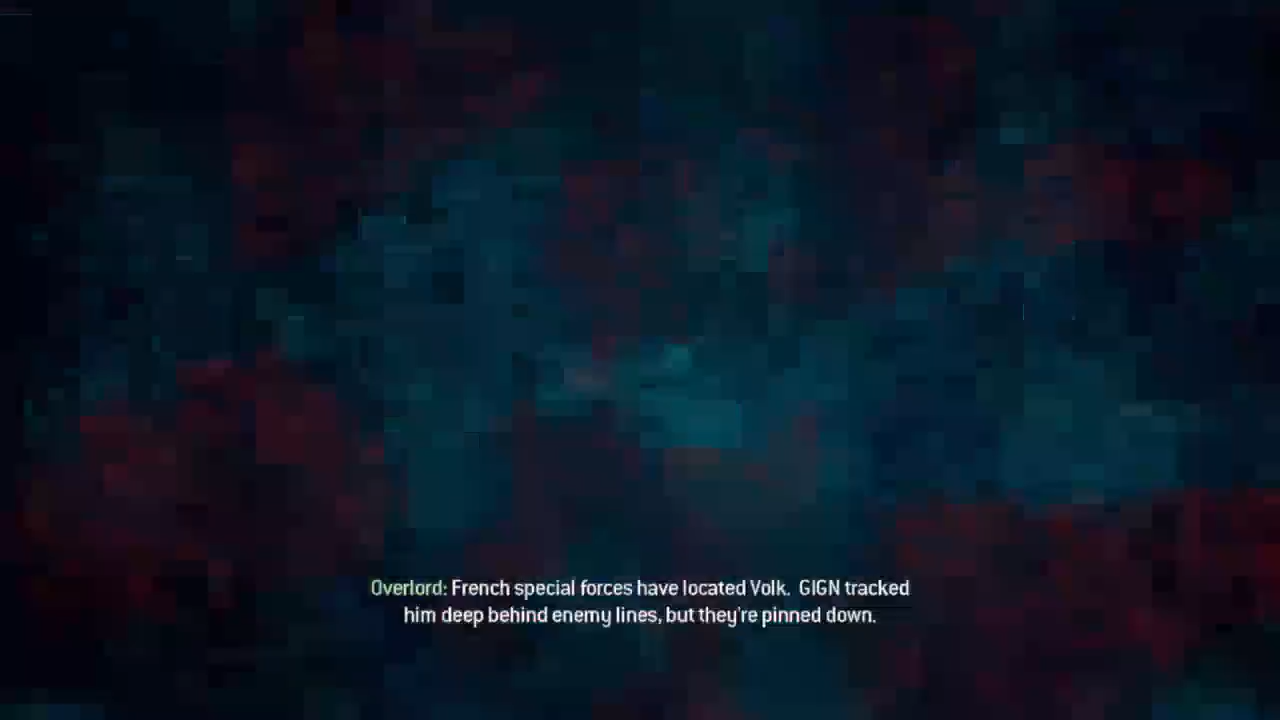 Overlord: French special forces have located Volk.  GIGN tracked
him deep behind enemy lines, but they're pinned down.